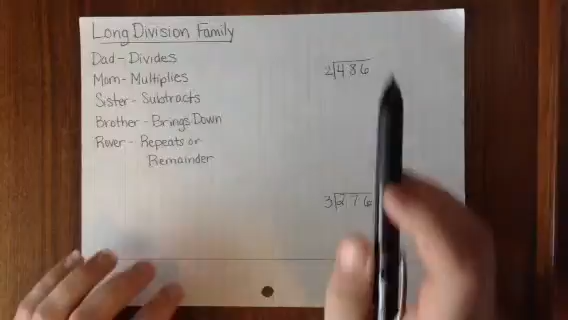 Long Division Family
Dad - Divides
Mom - Multiplies
Sister - Subtracts
Brother - Brings Down
Rover - Repeats or
Remainder
2 486
3 276